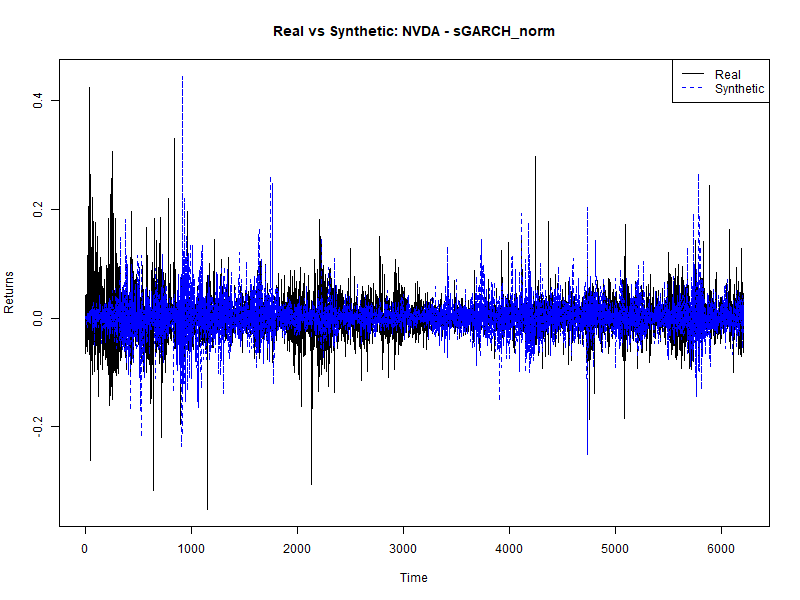 Real vs Synthetic: NVDA - sGARCH_norm
Real
Synthetic
Returns
0.4
0.2
0.0
-0.2
0
1000
2000
3000
4000
5000
6000
Time